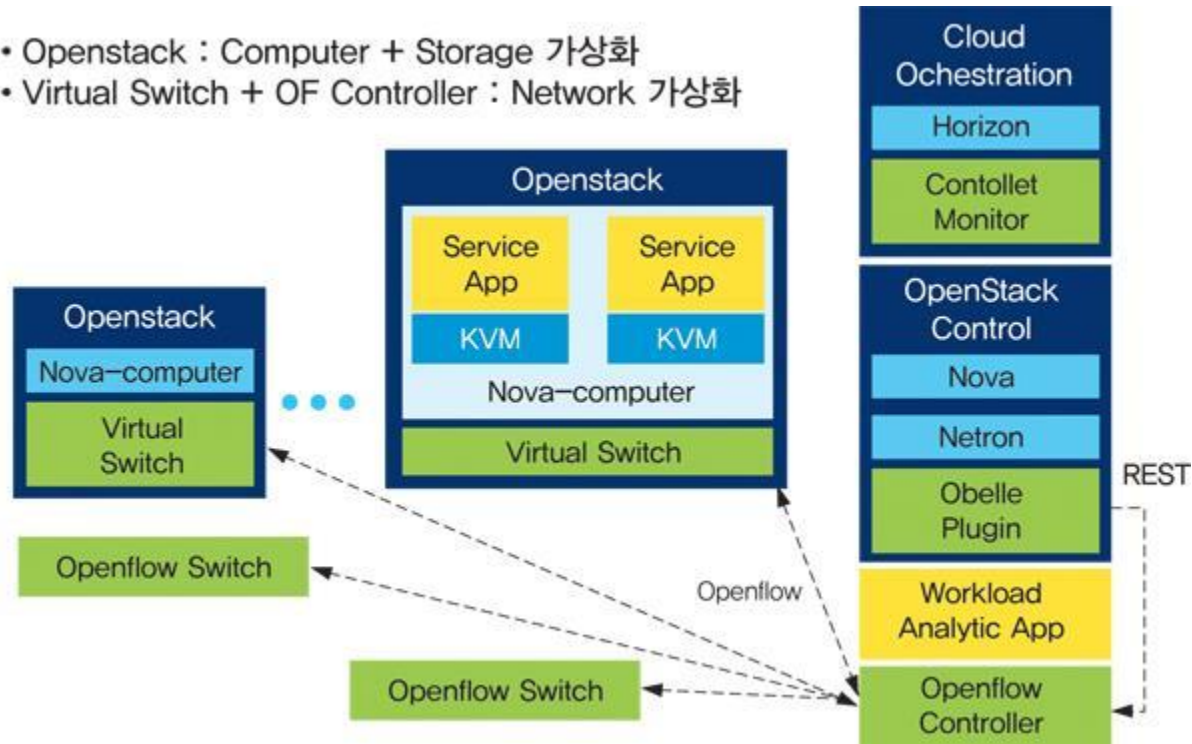 • Openstack : Computer + Storage 가상화
• Virtual Switch + OF Controller : Network 가상화
Openstack
Nova-computer
Virtual
Switch
Openstack
Service
App
Service
App
KVM
KVM
Nova-computer
Virtual Switch
Openflow Switch
Openflow Switch
Openflow
Cloud
Ochestration
Horizon
Contollet
Monitor
OpenStack
Control
Nova
Netron
Obelle
Plugin
REST
Workload
Analytic App
Openflow
Controller